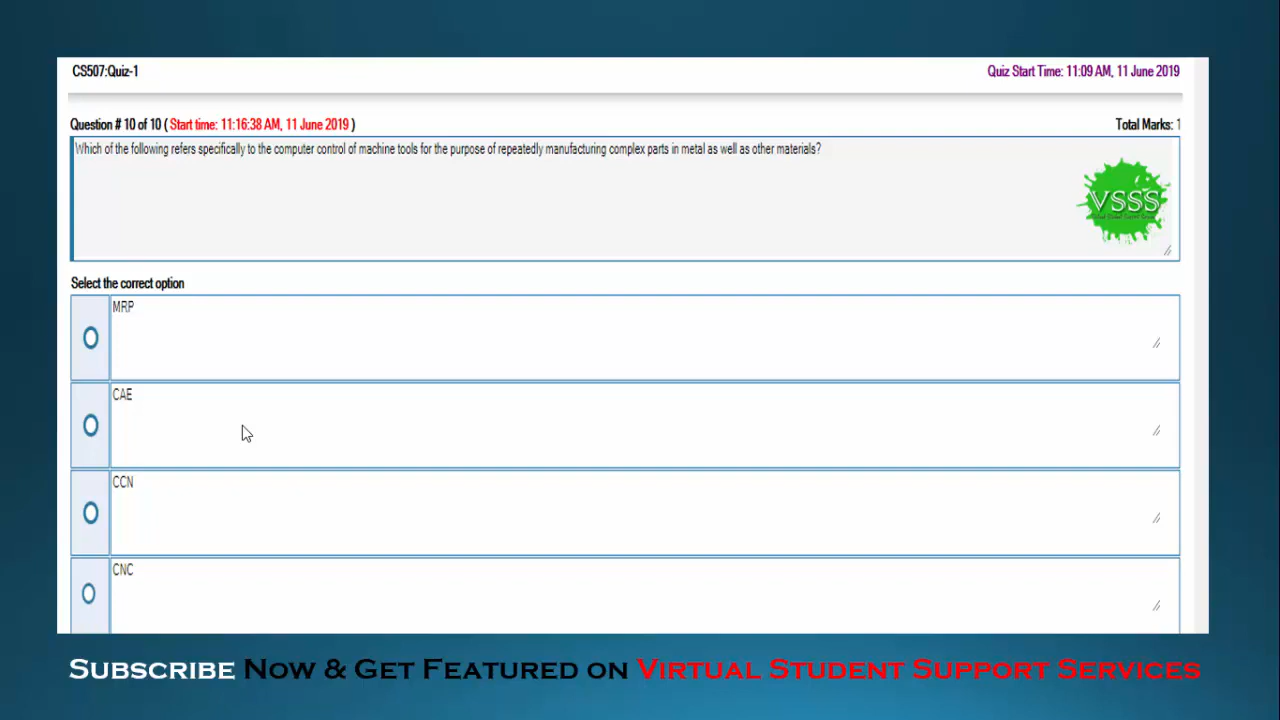 CS507:Quiz-1
Quiz Start Time: 11:09 AM, 11 June 2019
Question # 10 of 10 ( Start time: 11:16:38 AM, 11 June 2019 )
Total Marks: 1
Which of the following refers specifically to the computer control of machine tools for the purpose of repeatedly manufacturing complex parts in metal as well as other materials?
VSSS
Select the correct option
MRP
CAE
CCN
CNC
Subscribe Now & Get Featured on Virtual Student Support Services